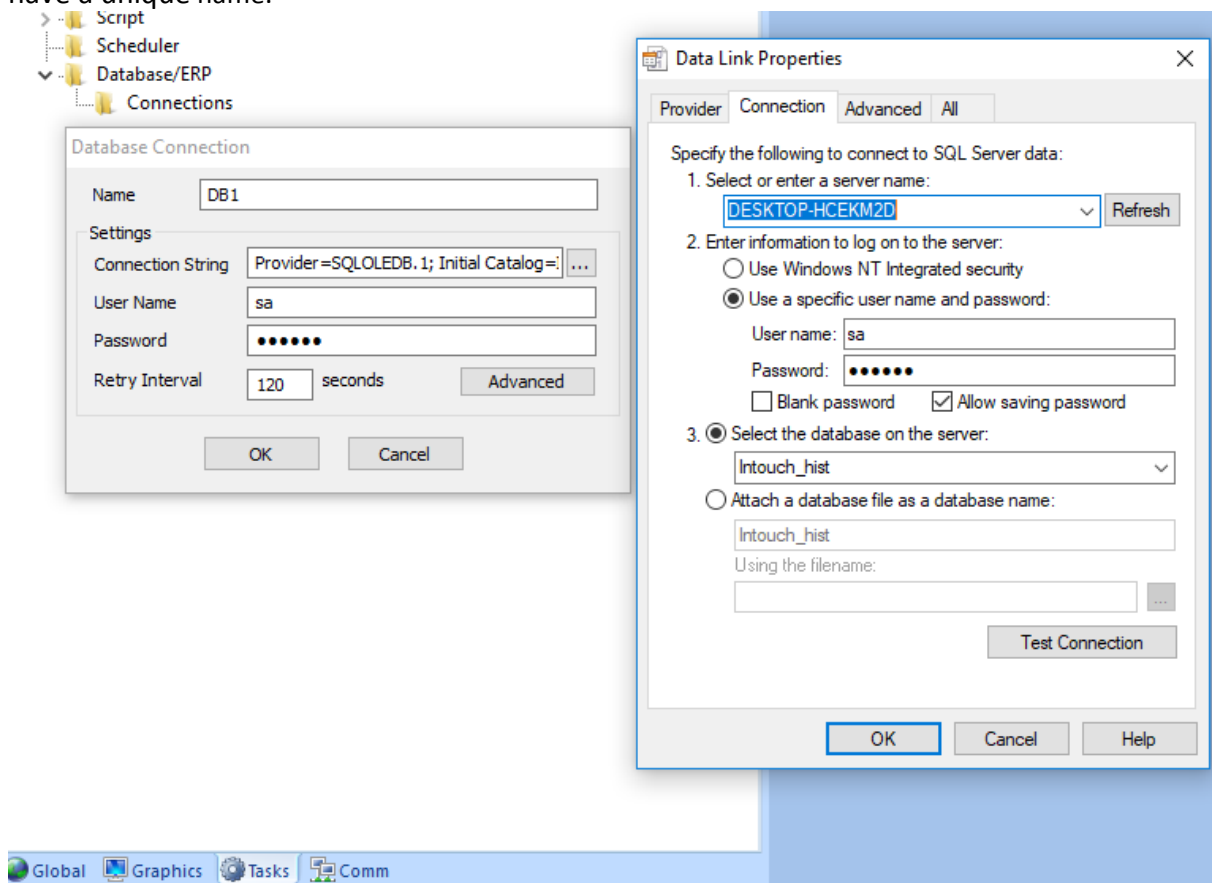 have a unique name.
Script
Scheduler
Database/ERP
Connections
Database Connection
Name DB1
Settings
Connection String Provider=SQLOLEDB.1; Initial Catalog= ...
User Name sa
Password ●●●●●●
Retry Interval 120 seconds Advanced
OK Cancel
Data Link Properties
Provider Connection Advanced All
Specify the following to connect to SQL Server data:
1. Select or enter a server name:
DESKTOP-HCEKM2D Refresh
2. Enter information to log on to the server:
Use Windows NT Integrated security
Use a specific user name and password:
User name: sa
Password: ●●●●●●
Blank password Allow saving password
3. Select the database on the server:
Intouch_hist
Attach a database file as a database name:
Intouch_hist
Using the filename:
...
Test Connection
OK Cancel Help
Global Graphics Tasks Comm